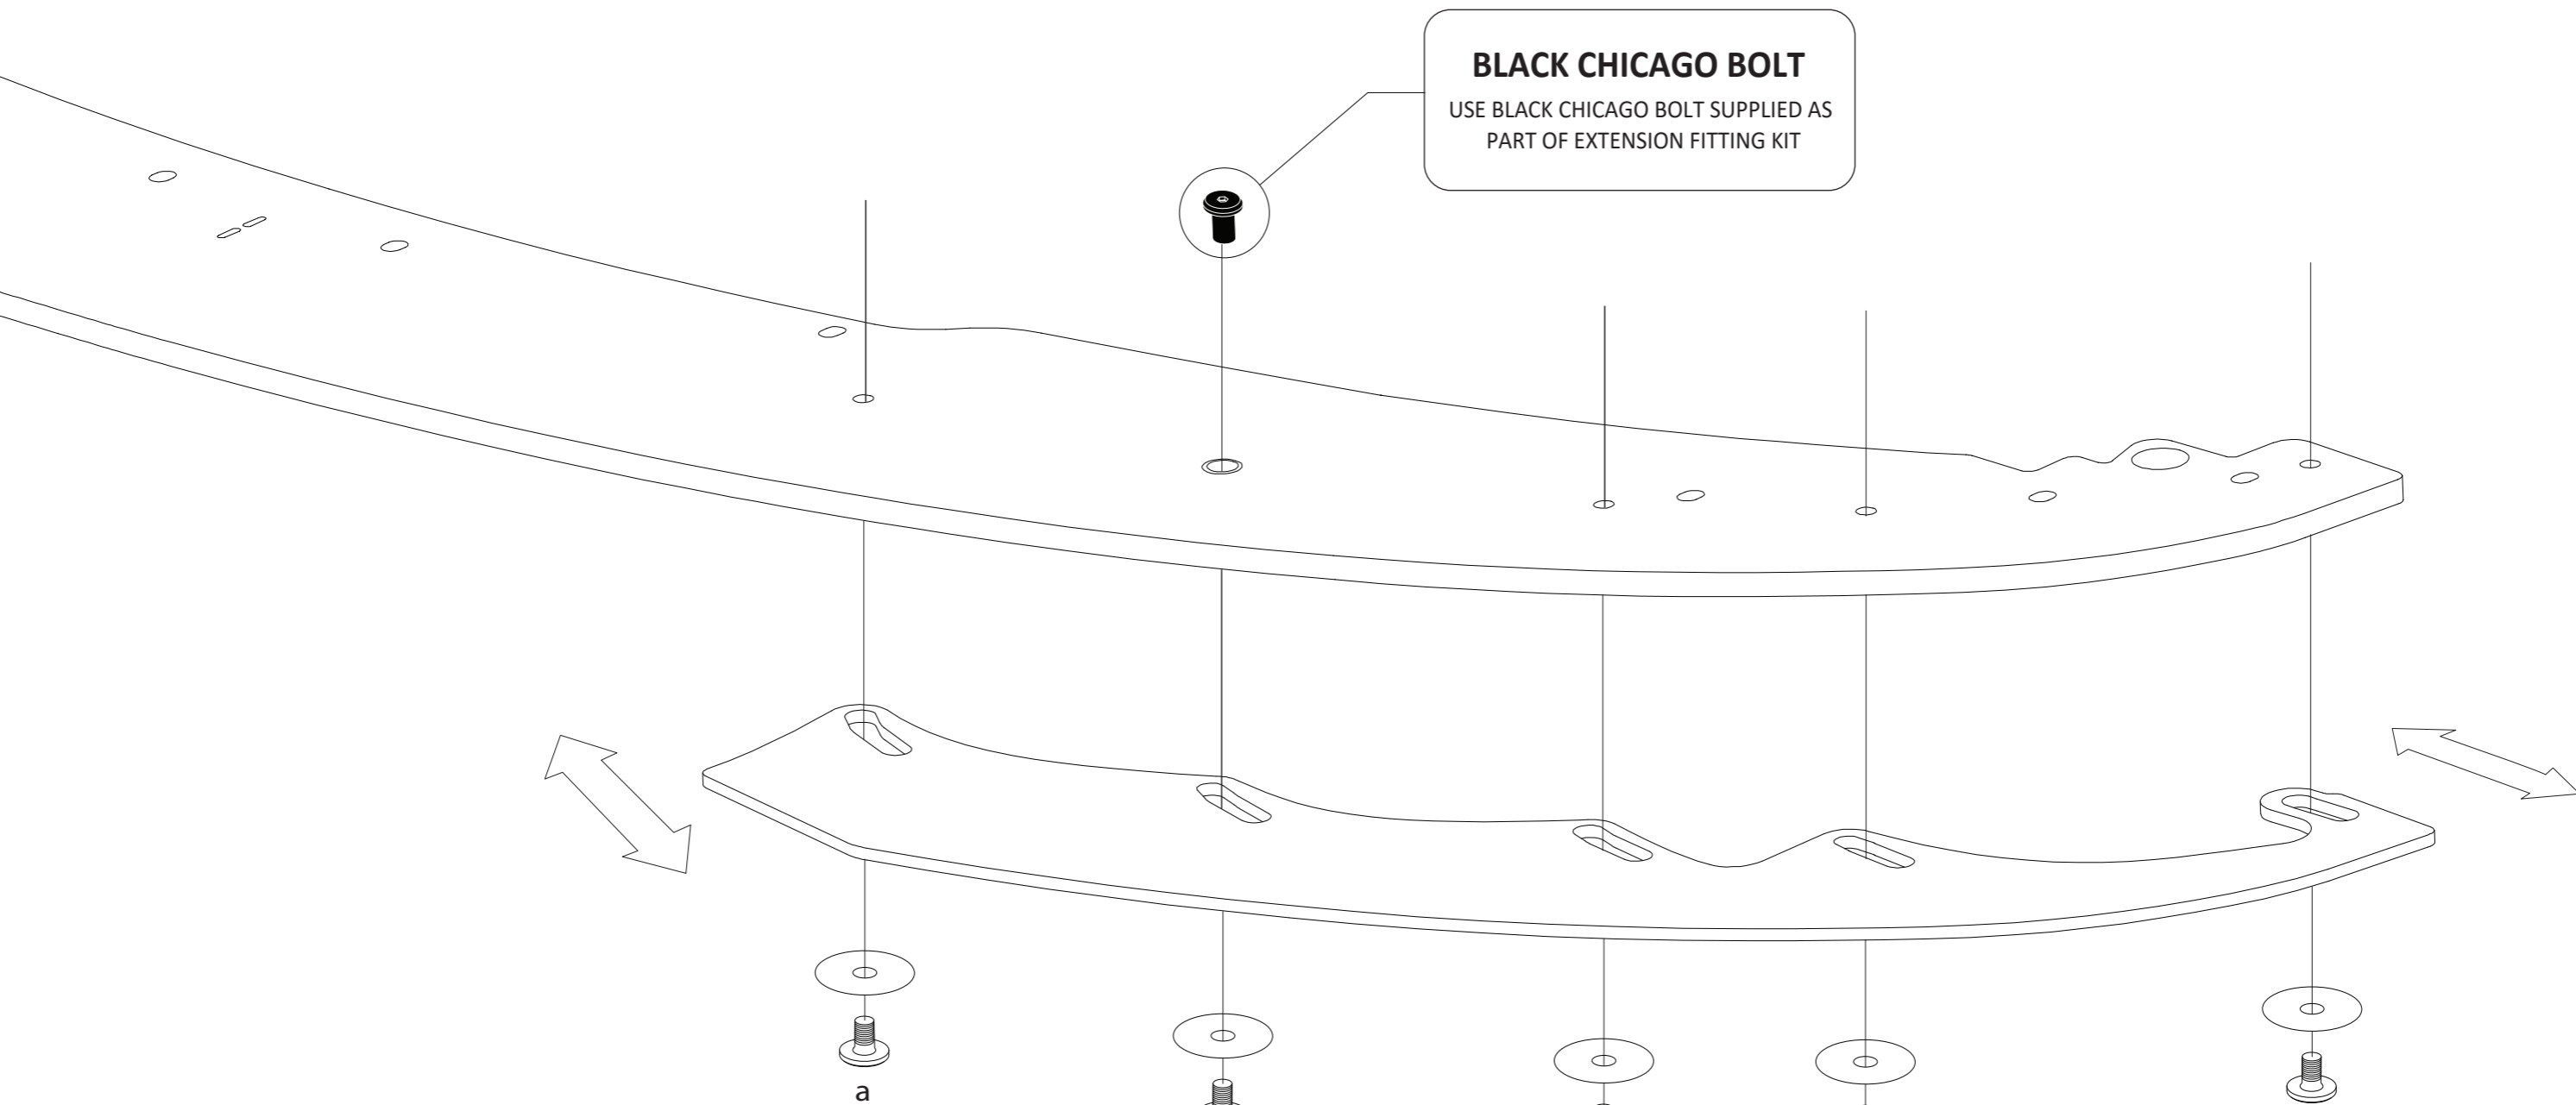 BLACK CHICAGO BOLT
USE BLACK CHICAGO BOLT SUPPLIED AS
PART OF EXTENSION FITTING KIT
a